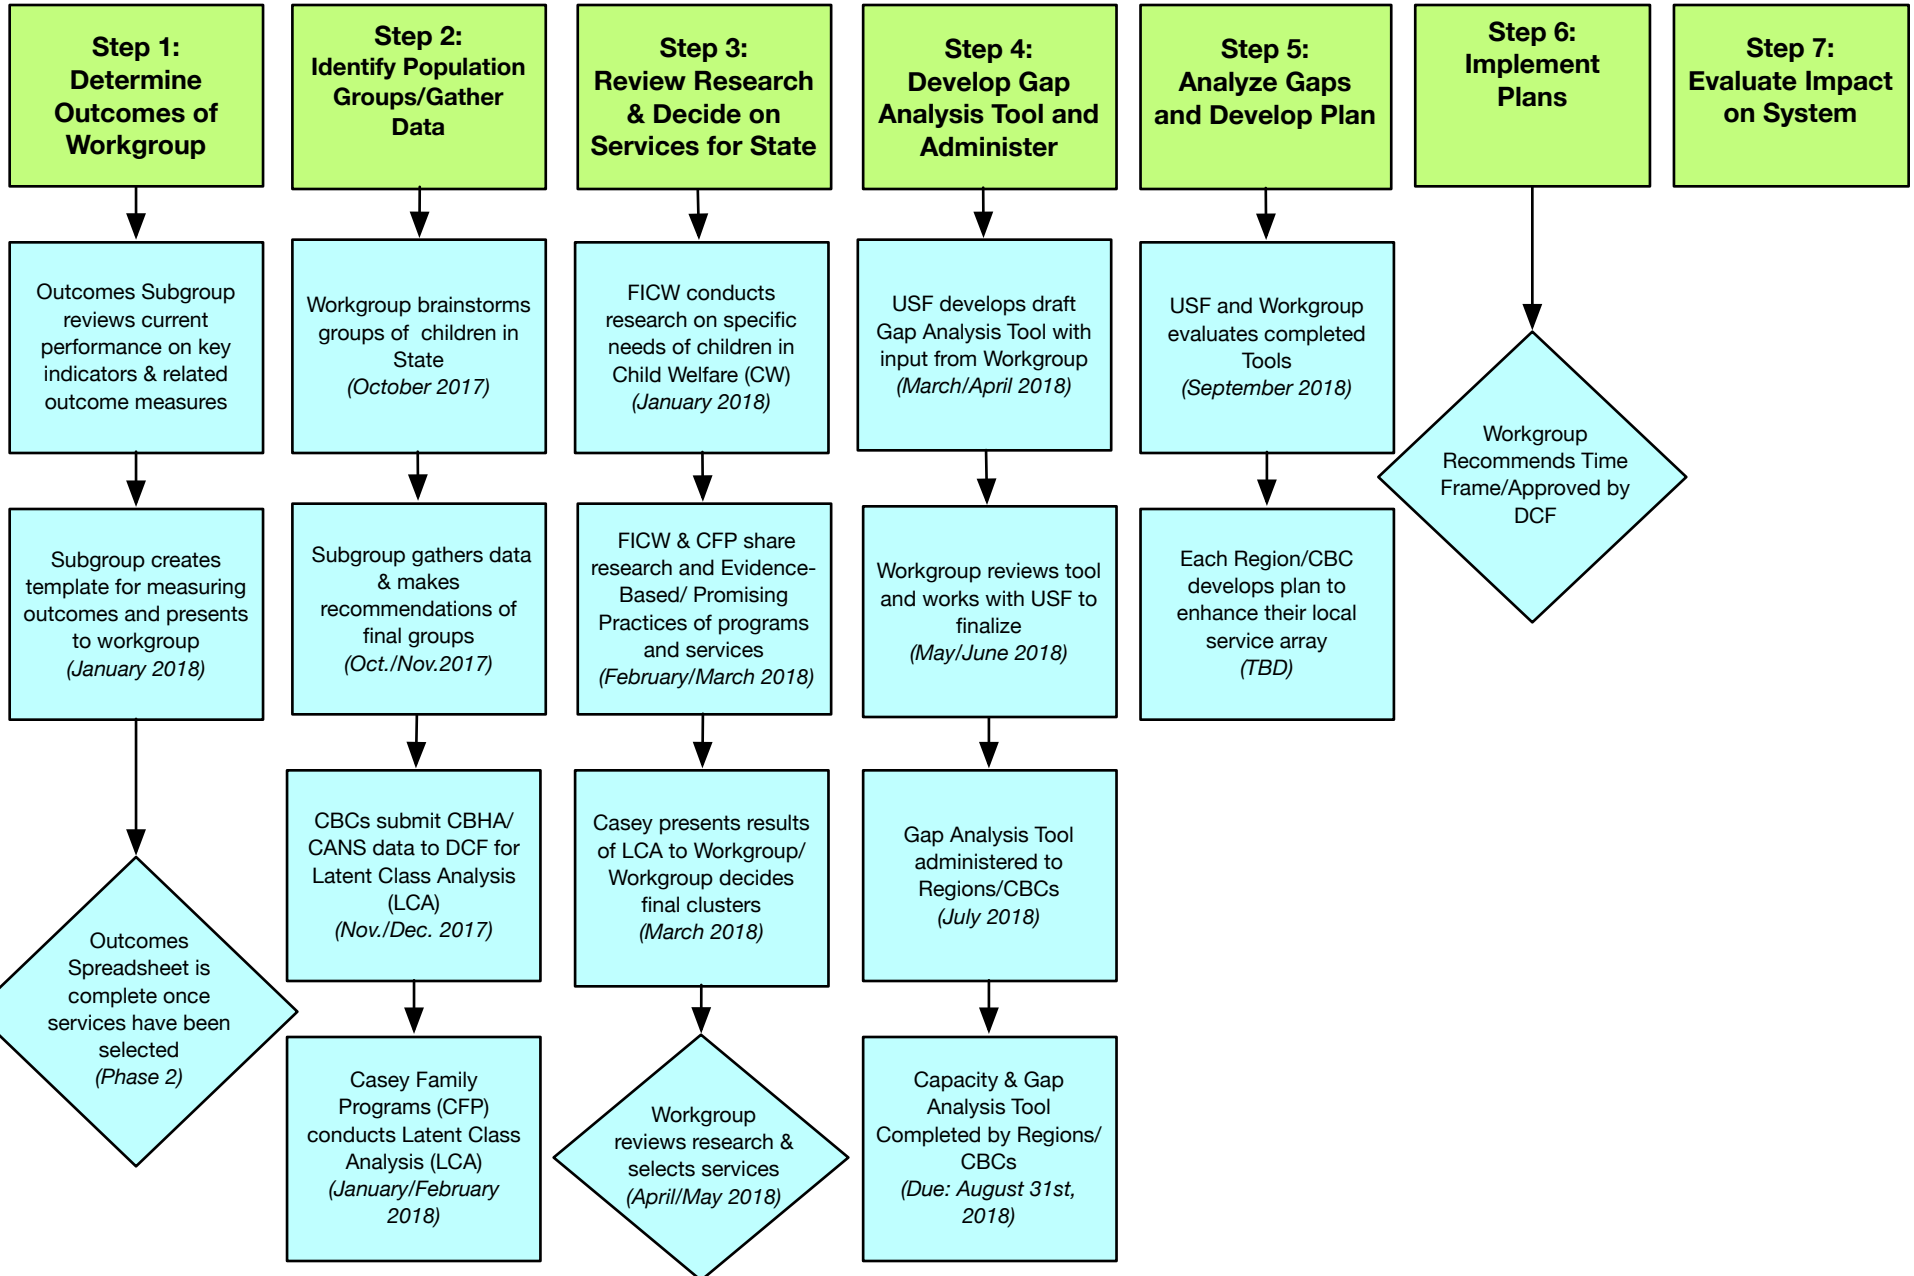 Step 1:
Determine
Outcomes of
Workgroup
Outcomes Subgroup
reviews current
performance on key
indicators & related
outcome measures
Subgroup creates
template for measuring
outcomes and presents
to workgroup
(January 2018)
Outcomes
Spreadsheet is
complete once
services have been
selected
(Phase 2)
Step 2:
Identify Population
Groups/Gather
Data
Workgroup brainstorms
groups of children in
State
(October 2017)
Subgroup gathers data
& makes
recommendations of
final groups
(Oct./Nov.2017)
CBCs submit CBHA/
CANS data to DCF for
Latent Class Analysis
(LCA)
(Nov./Dec. 2017)
Casey Family
Programs (CFP)
conducts Latent Class
Analysis (LCA)
(January/February
2018)
Step 3:
Review Research
& Decide on
Services for State
FICW conducts
research on specific
needs of children in
Child Welfare (CW)
(January 2018)
FICW & CFP share
research and Evidence-
Based/ Promising
Practices of programs
and services
(February/March 2018)
Casey presents results
of LCA to Workgroup/
Workgroup decides
final clusters
(March 2018)
Workgroup
reviews research &
selects services
(April/May 2018)
Step 4:
Develop Gap
Analysis Tool and
Administer
USF develops draft
Gap Analysis Tool with
input from Workgroup
(March/April 2018)
Workgroup reviews tool
and works with USF to
finalize
(May/June 2018)
Gap Analysis Tool
administered to
Regions/CBCs
(July 2018)
Capacity & Gap
Analysis Tool
Completed by Regions/
CBCs
(Due: August 31st,
2018)
Step 5:
Analyze Gaps
and Develop Plan
USF and Workgroup
evaluates completed
Tools
(September 2018)
Each Region/CBC
develops plan to
enhance their local
service array
(TBD)
Step 6:
Implement
Plans
Workgroup
Recommends Time
Frame/Approved by
DCF
Step 7:
Evaluate Impact
on System